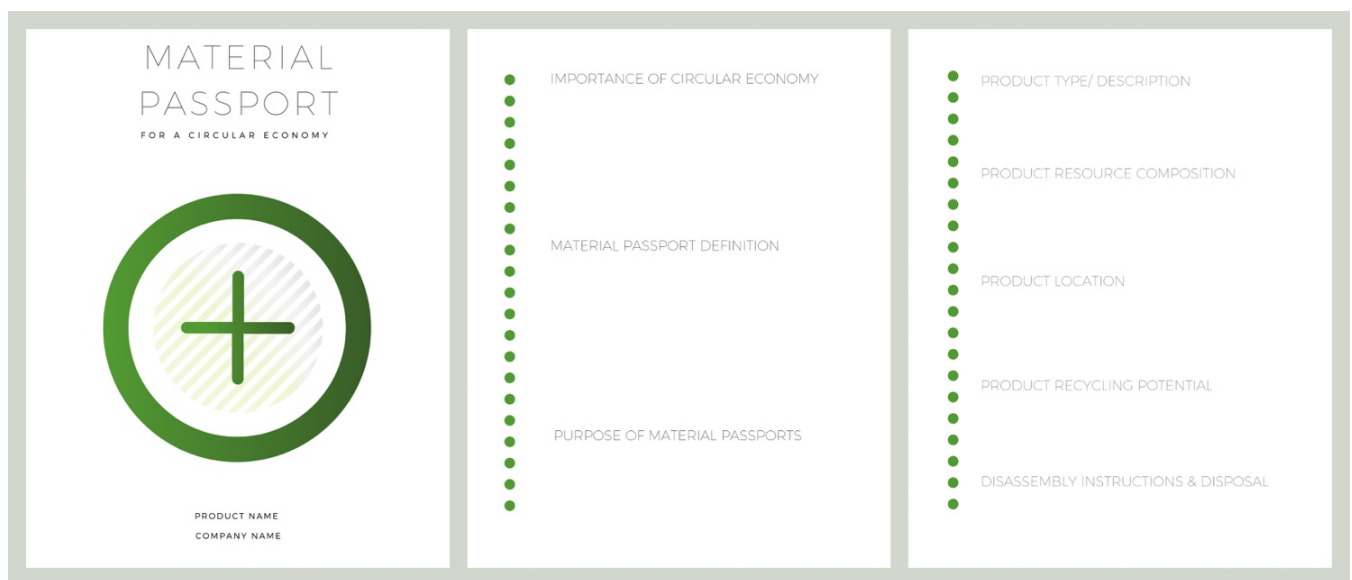 MATERIAL
PASSPORT
FOR A CIRCULAR ECONOMY
PRODUCT NAME
COMPANY NAME
IMPORTANCE OF CIRCULAR ECONOMY
MATERIAL PASSPORT DEFINITION
PURPOSE OF MATERIAL PASSPORTS
PRODUCT TYPE/ DESCRIPTION
PRODUCT RESOURCE COMPOSITION
PRODUCT LOCATION
PRODUCT RECYCLING POTENTIAL
DISASSEMBLY INSTRUCTIONS & DISPOSAL